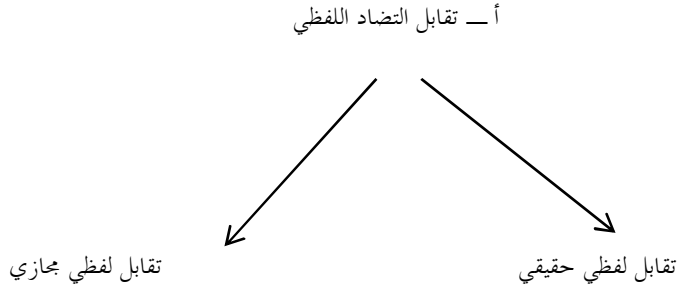 أ ــ تقابل التضاد اللفظي
تقابل لفظي حقيقي
تقابل لفظي مجازي